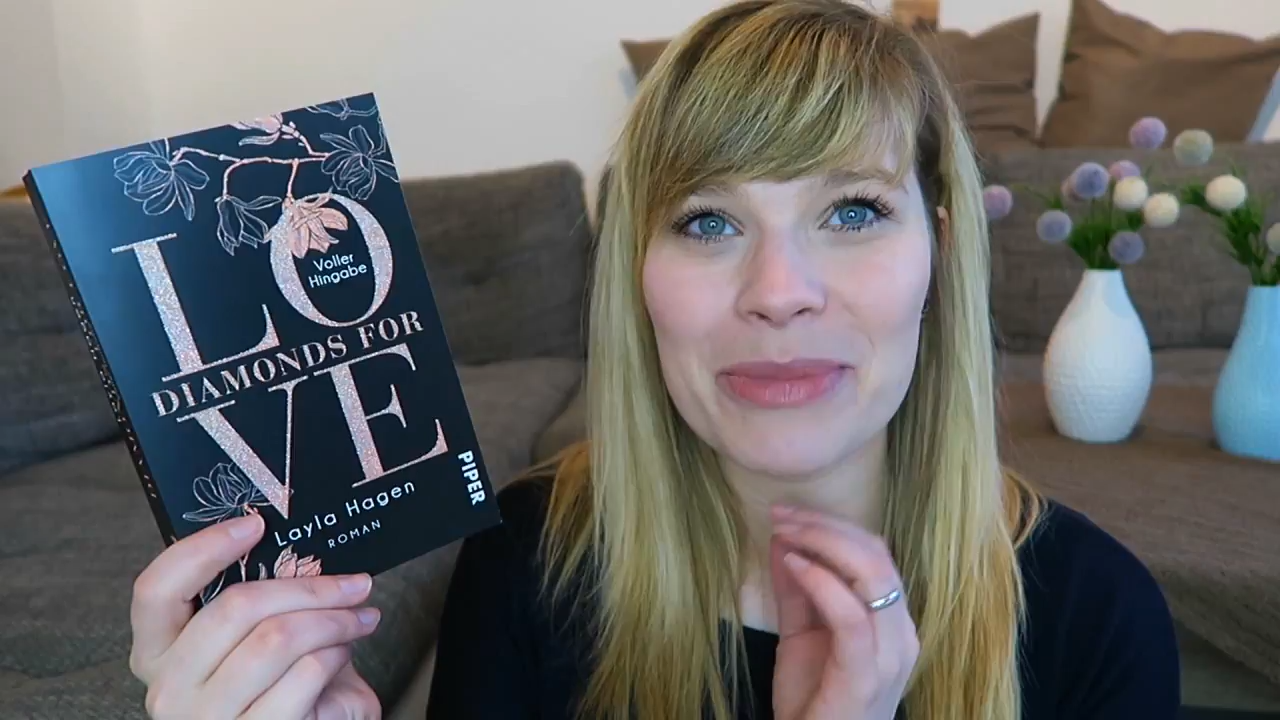 LO
Voller
Hingabe
DIAMONDS FOR
VE
Layla Hagen
ROMAN
PIPER